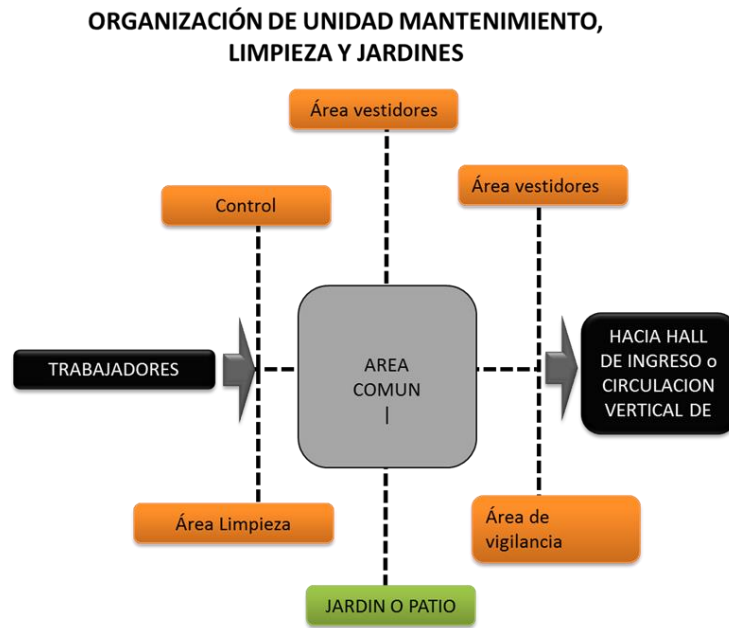 ORGANIZACIÓN DE UNIDAD MANTENIMIENTO,
LIMPIEZA Y JARDINES
Área vestidores
Área vestidores
Control
TRABAJADORES
AREA
COMUN
HACIA HALL
DE INGRESO o
CIRCULACION
VERTICAL DE
Área Limpieza
Área de
vigilancia
JARDIN O PATIO